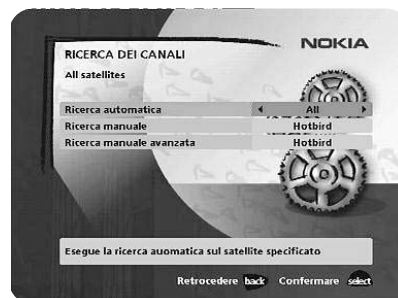 NOKIA
RICERCA DEI CANALI
All satellites
Ricerca automatica All
Ricerca manuale Hotbird
Ricerca manuale avanzata Hotbird
Esegue la ricerca auomatica sul satellite specificato
Retrocedere back Confermare select